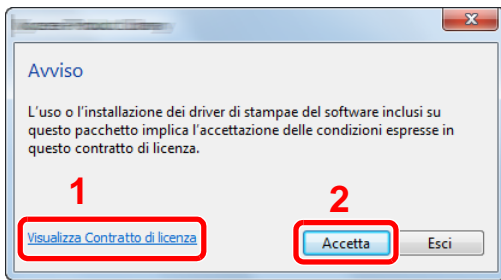 Avviso
L'uso o l'installazione dei driver di stampae del software inclusi su
questo pacchetto implica l'accettazione delle condizioni espresse in
questo contratto di licenza.
1
2
Visualizza Contratto di licenza
Accetta
Esci